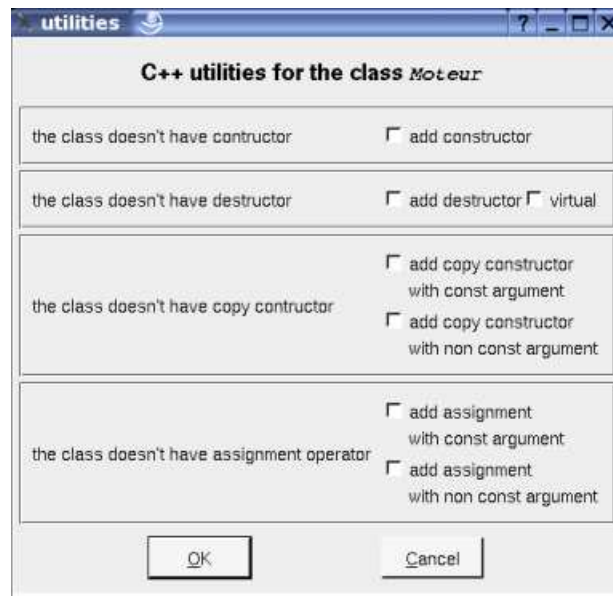 utilities
C++ utilities for the class Moteur
the class doesn't have contructor
add constructor
the class doesn't have destructor
add destructor
virtual
the class doesn't have copy contructor
add copy constructor
with const argument
add copy constructor
with non const argument
the class doesn't have assignment operator
add assignment
with const argument
add assignment
with non const argument
OK
Cancel